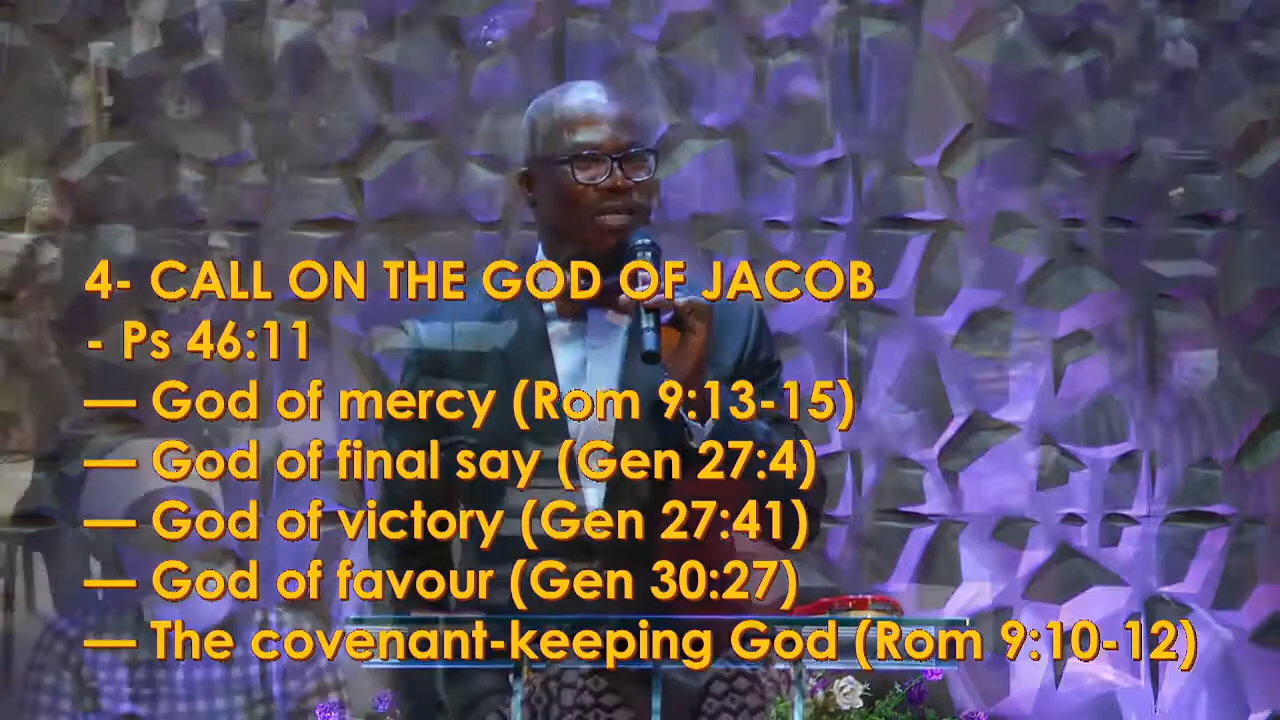 4- CALL ON THE GOD OF JACOB
- Ps 46:11
— God of mercy (Rom 9:13-15)
— God of final say (Gen 27:4)
— God of victory (Gen 27:41)
— God of favour (Gen 30:27)
— The covenant-keeping God (Rom 9:10-12)